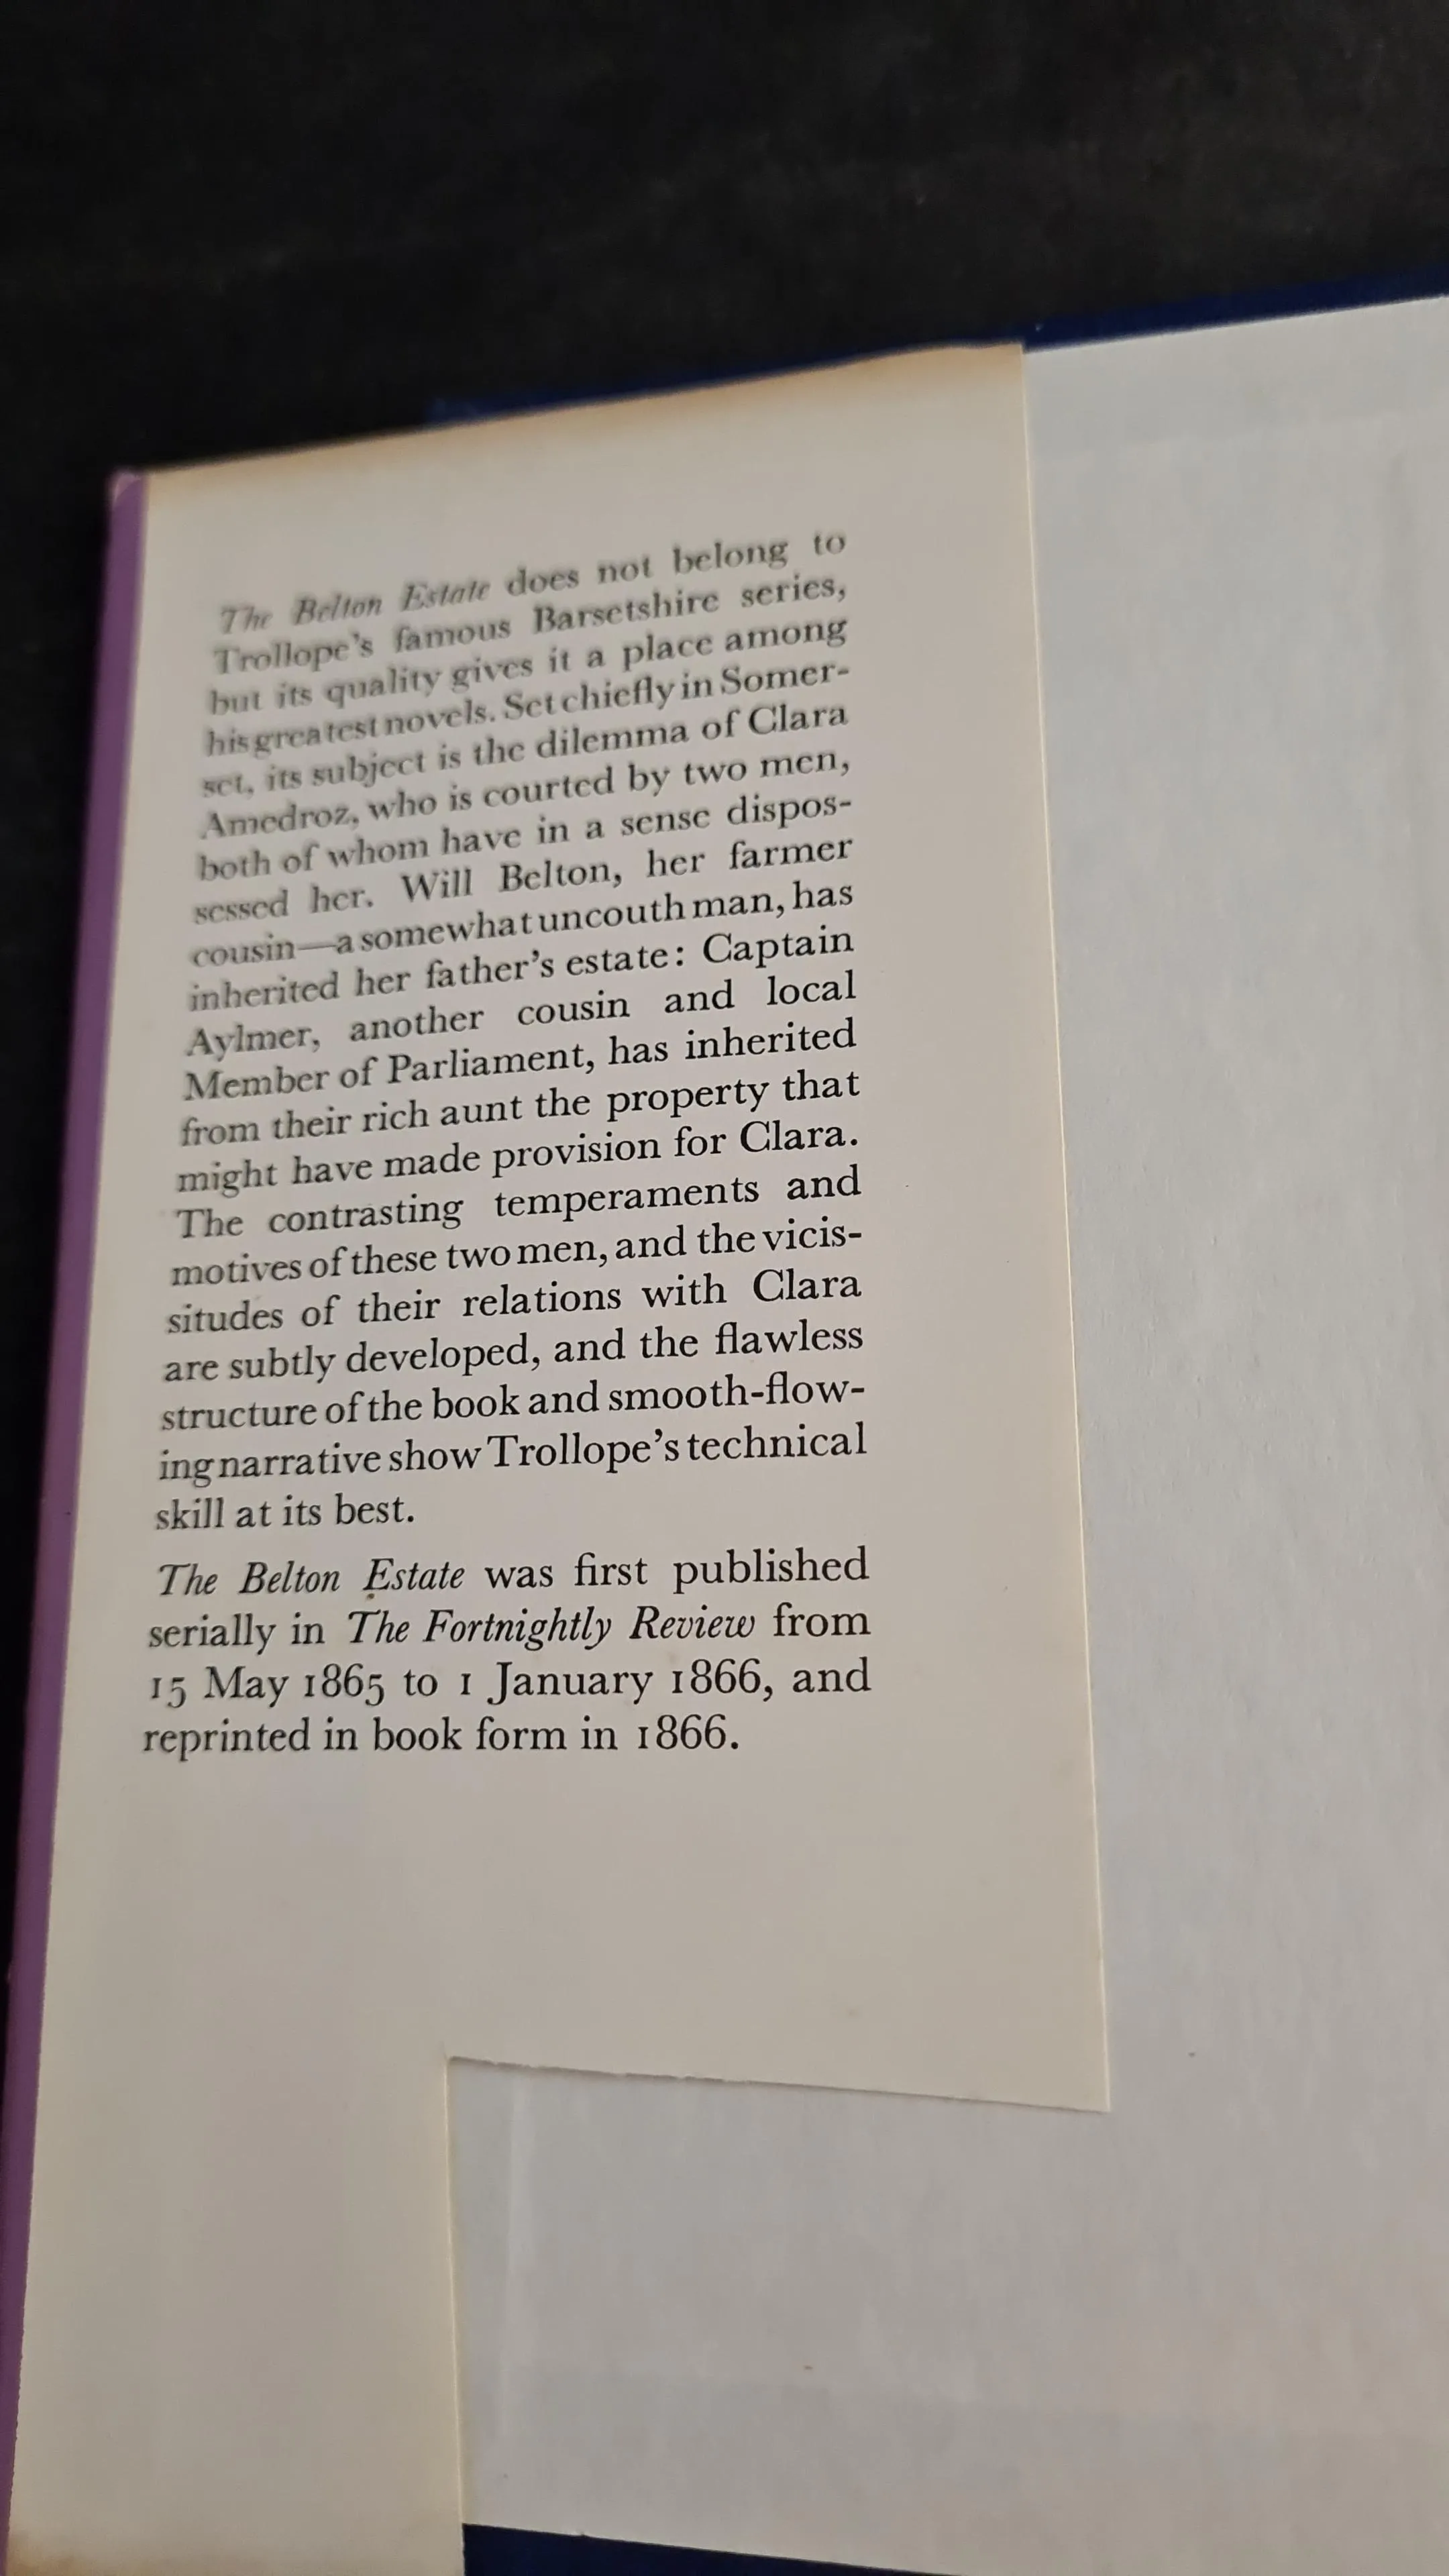 The Belton Estate does not belong to
Trollope's famous Barsetshire series,
but its quality gives it a place among
his greatest novels. Set chiefly in Somer-
set, its subject is the dilemma of Clara
Amedroz, who is courted by two men,
both of whom have in a sense dispos-
sessed her. Will Belton, her farmer
cousin—a somewhat uncouth man, has
inherited her father's estate: Captain
Aylmer, another cousin and local
Member of Parliament, has inherited
from their rich aunt the property that
might have made provision for Clara.
The contrasting temperaments and
motives of these two men, and the vicis-
situdes of their relations with Clara
are subtly developed, and the flawless
structure of the book and smooth-flow-
ing narrative show Trollope's technical
skill at its best.
The Belton Estate was first published
serially in The Fortnightly Review from
15 May 1865 to 1 January 1866, and
reprinted in book form in 1866.